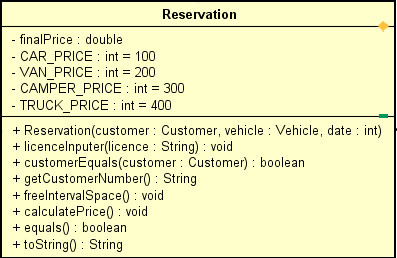 Reservation
- finalPrice : double
- CAR_PRICE : int = 100
- VAN_PRICE : int = 200
- CAMPER_PRICE : int = 300
- TRUCK_PRICE : int = 400
+ Reservation(customer : Customer, vehicle : Vehicle, date : int)
+ licenceInputer(licence : String) : void
+ customerEquals(customer : Customer) : boolean
+ getCustomerNumber() : String
+ freeIntervalSpace() : void
+ calculatePrice() : void
+ equals() : boolean
+ toString() : String